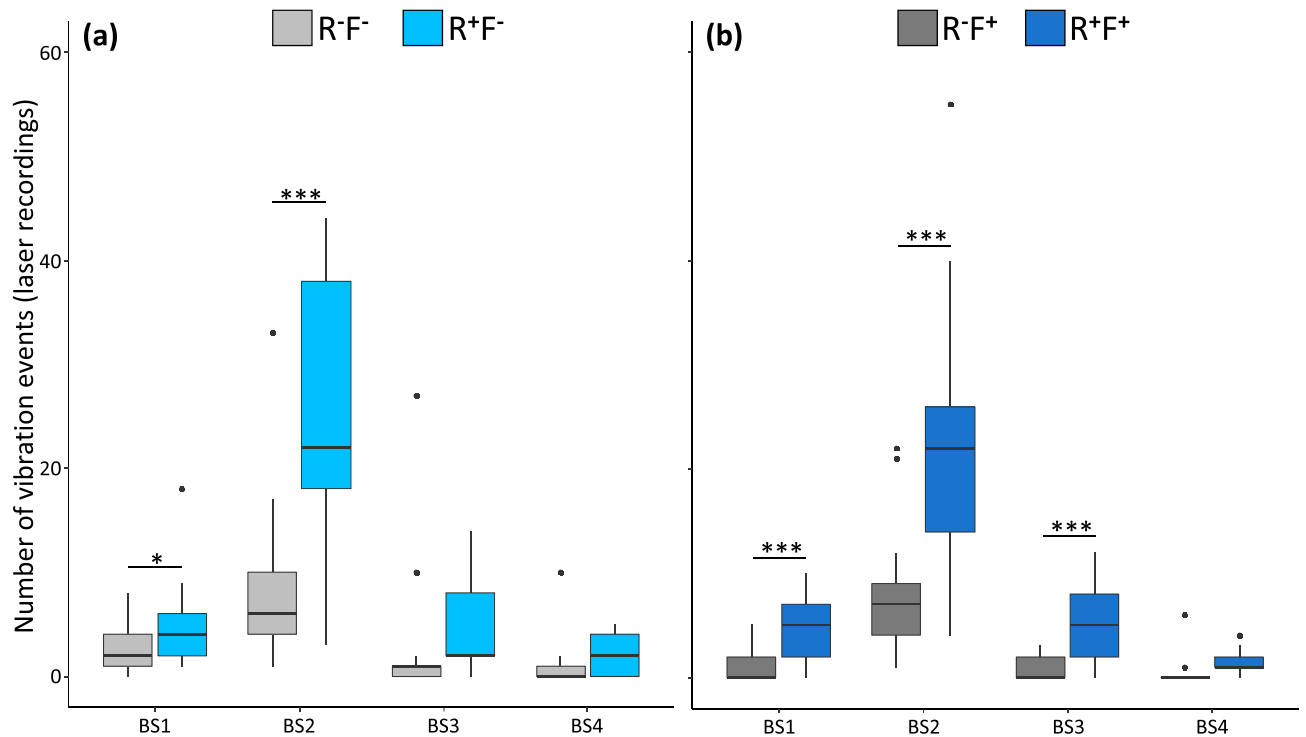 (a) R⁻F⁻ R⁺F⁻
(b) R⁻F⁺ R⁺F⁺
Number of vibration events (laser recordings)
60
40
20
0
***
*
***
***
***
BS1 BS2 BS3 BS4
BS1 BS2 BS3 BS4